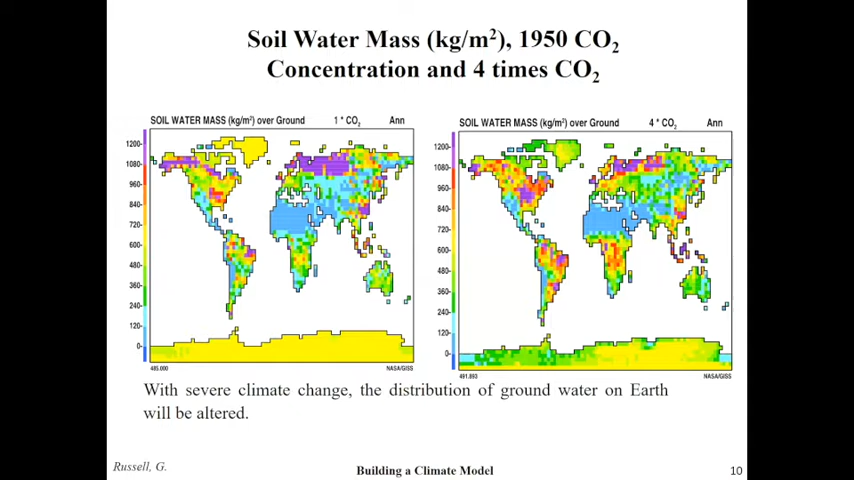 Soil Water Mass (kg/m²), 1950 CO₂
Concentration and 4 times CO₂
SOIL WATER MASS (kg/m²) over Ground 1 * CO₂ Ann
1200
1080
960
840
720
600
480
360
240
120
0
485.000
NASA/GISS
SOIL WATER MASS (kg/m²) over Ground 4 * CO₂ Ann
1200
1080
960
840
720
600
480
360
240
120
0
491.893
NASA/GISS
With severe climate change, the distribution of ground water on Earth
will be altered.
Russell, G.
Building a Climate Model
10